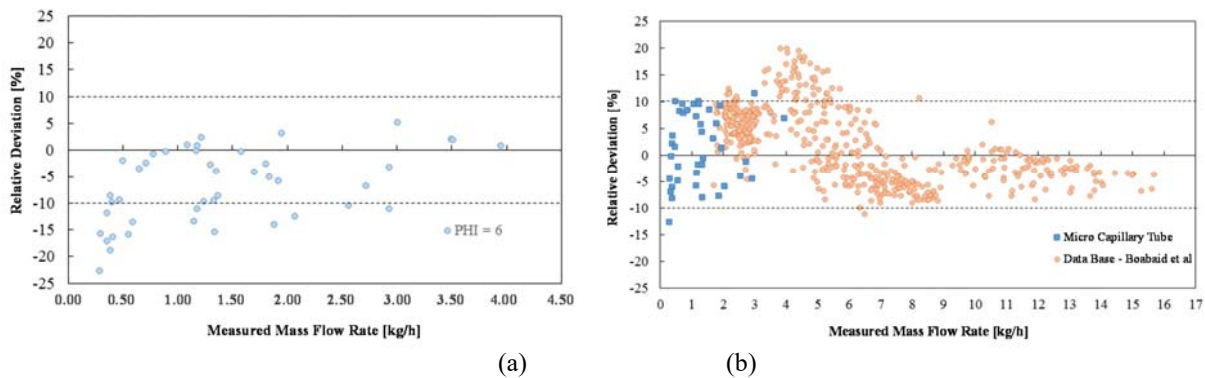 25
20
15
10
5
0
-5
-10
-15
-20
-25
Relative Deviation [%]
PHI = 6
0.00 0.50 1.00 1.50 2.00 2.50 3.00 3.50 4.00 4.50
Measured Mass Flow Rate [kg/h]
(a)
25
20
15
10
5
0
-5
-10
-15
-20
-25
Relative Deviation [%]
Micro Capillary Tube
Data Base - Boabaid et al
0 1 2 3 4 5 6 7 8 9 10 11 12 13 14 15 16 17
Measured Mass Flow Rate [kg/h]
(b)